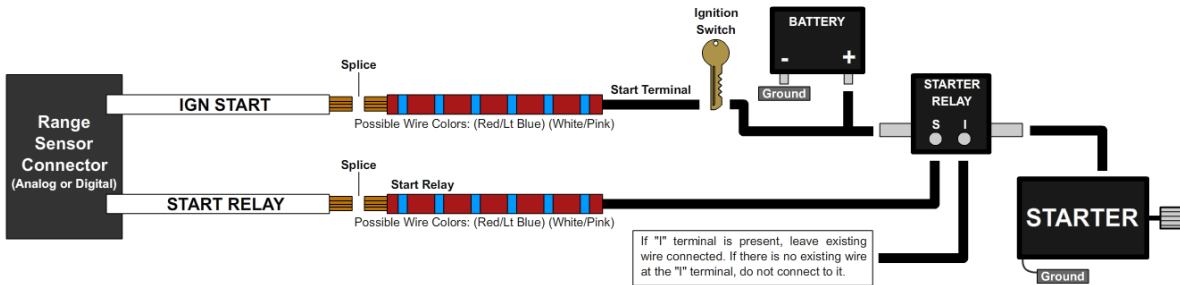 Ignition
Switch
BATTERY
- +
Ground
Splice
IGN START
Start Terminal
Possible Wire Colors: (Red/Lt Blue) (White/Pink)
STARTER
RELAY
S I
Range
Sensor
Connector
(Analog or Digital)
Splice
Start Relay
START RELAY
Possible Wire Colors: (Red/Lt Blue) (White/Pink)
If "I" terminal is present, leave existing
wire connected. If there is no existing wire
at the "I" terminal, do not connect to it.
STARTER
Ground